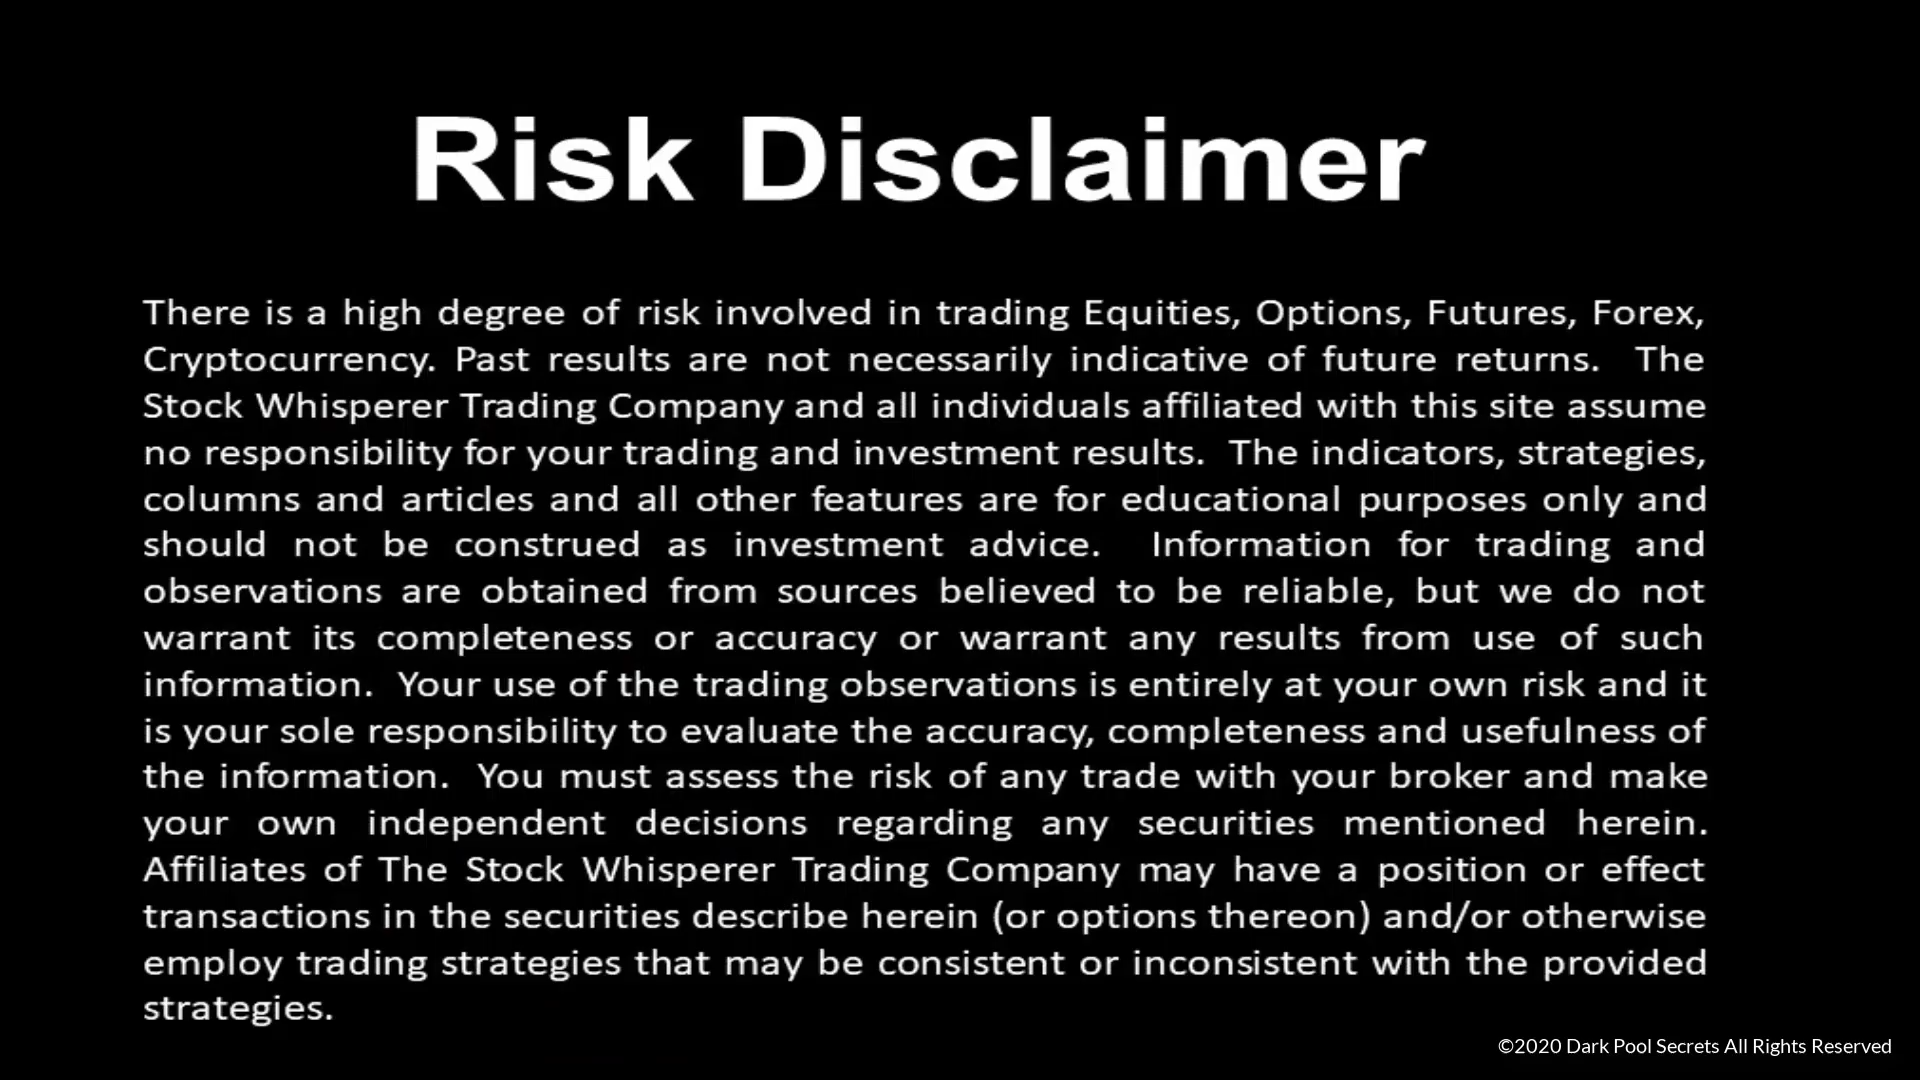 Risk Disclaimer
There is a high degree of risk involved in trading Equities, Options, Futures, Forex,
Cryptocurrency. Past results are not necessarily indicative of future returns.  The
Stock Whisperer Trading Company and all individuals affiliated with this site assume
no responsibility for your trading and investment results.  The indicators, strategies,
columns and articles and all other features are for educational purposes only and
should not be construed as investment advice.  Information for trading and
observations are obtained from sources believed to be reliable, but we do not
warrant its completeness or accuracy or warrant any results from use of such
information.  Your use of the trading observations is entirely at your own risk and it
is your sole responsibility to evaluate the accuracy, completeness and usefulness of
the information.  You must assess the risk of any trade with your broker and make
your own independent decisions regarding any securities mentioned herein.
Affiliates of The Stock Whisperer Trading Company may have a position or effect
transactions in the securities describe herein (or options thereon) and/or otherwise
employ trading strategies that may be consistent or inconsistent with the provided
strategies.
©2020 Dark Pool Secrets All Rights Reserved